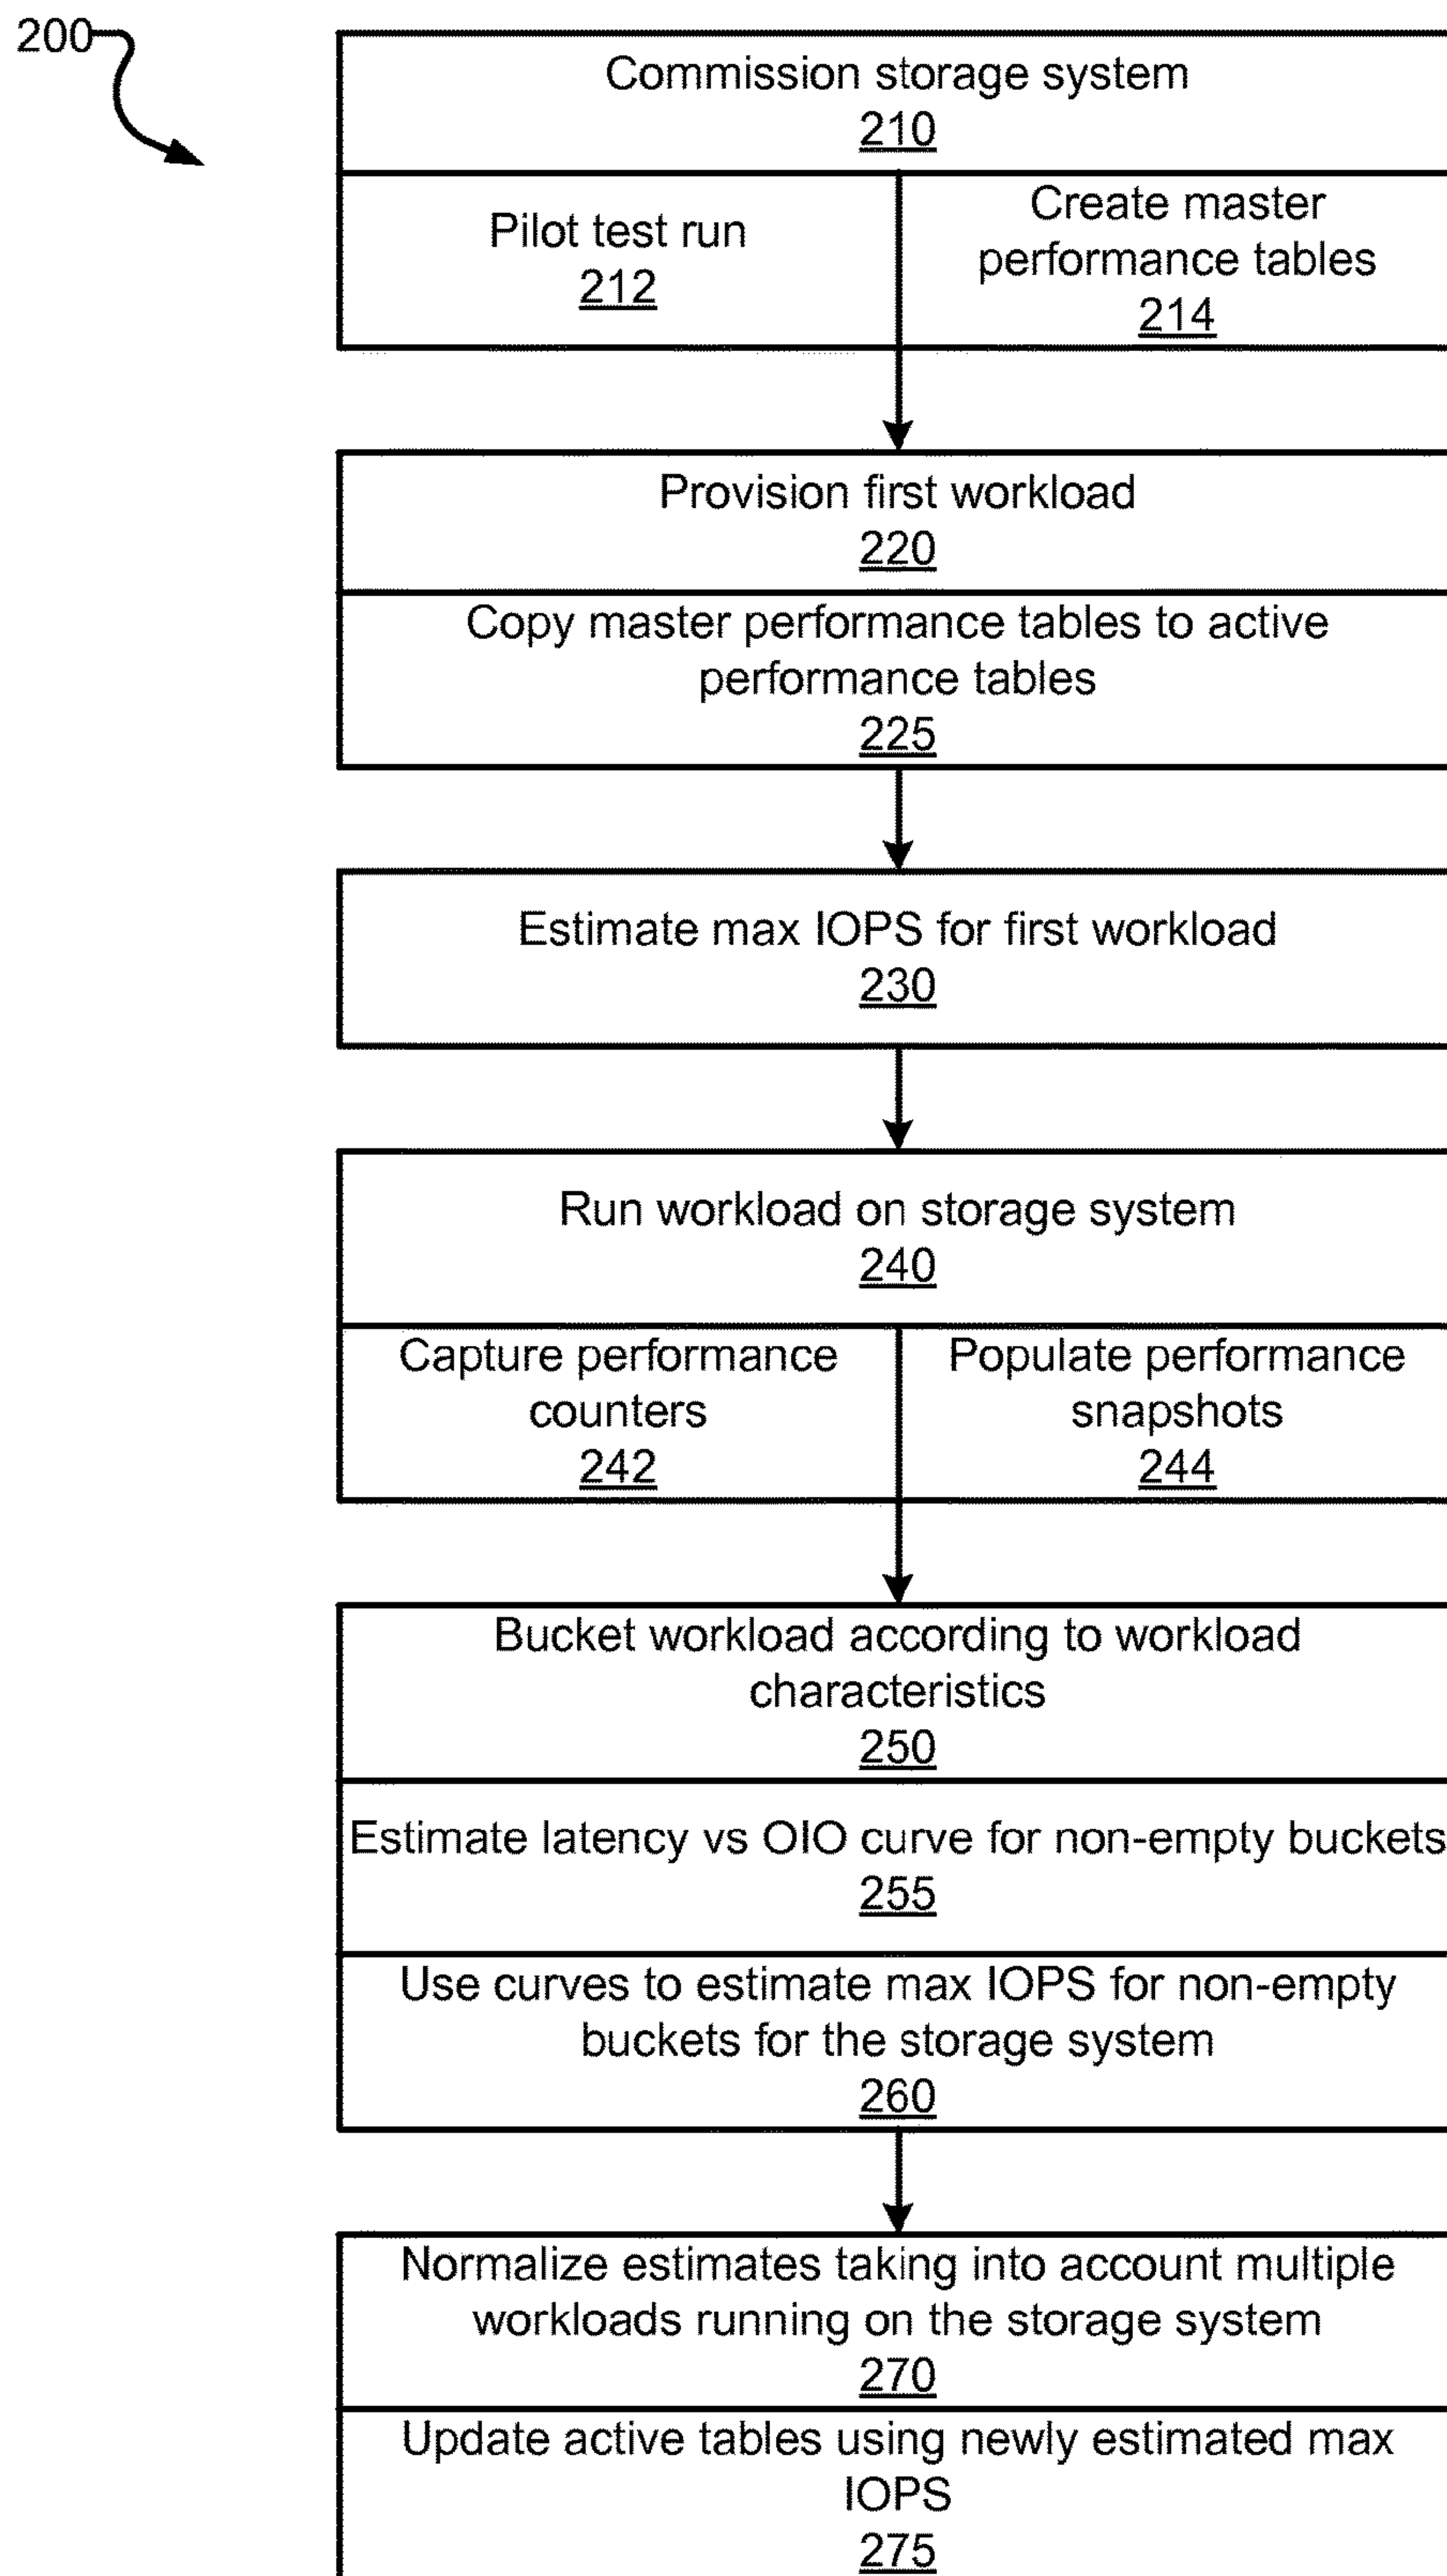 200
Commission storage system
210
Pilot test run
212
Create master
performance tables
214
Provision first workload
220
Copy master performance tables to active
performance tables
225
Estimate max IOPS for first workload
230
Run workload on storage system
240
Capture performance
counters
242
Populate performance
snapshots
244
Bucket workload according to workload
characteristics
250
Estimate latency vs OIO curve for non-empty buckets
255
Use curves to estimate max IOPS for non-empty
buckets for the storage system
260
Normalize estimates taking into account multiple
workloads running on the storage system
270
Update active tables using newly estimated max
IOPS
275